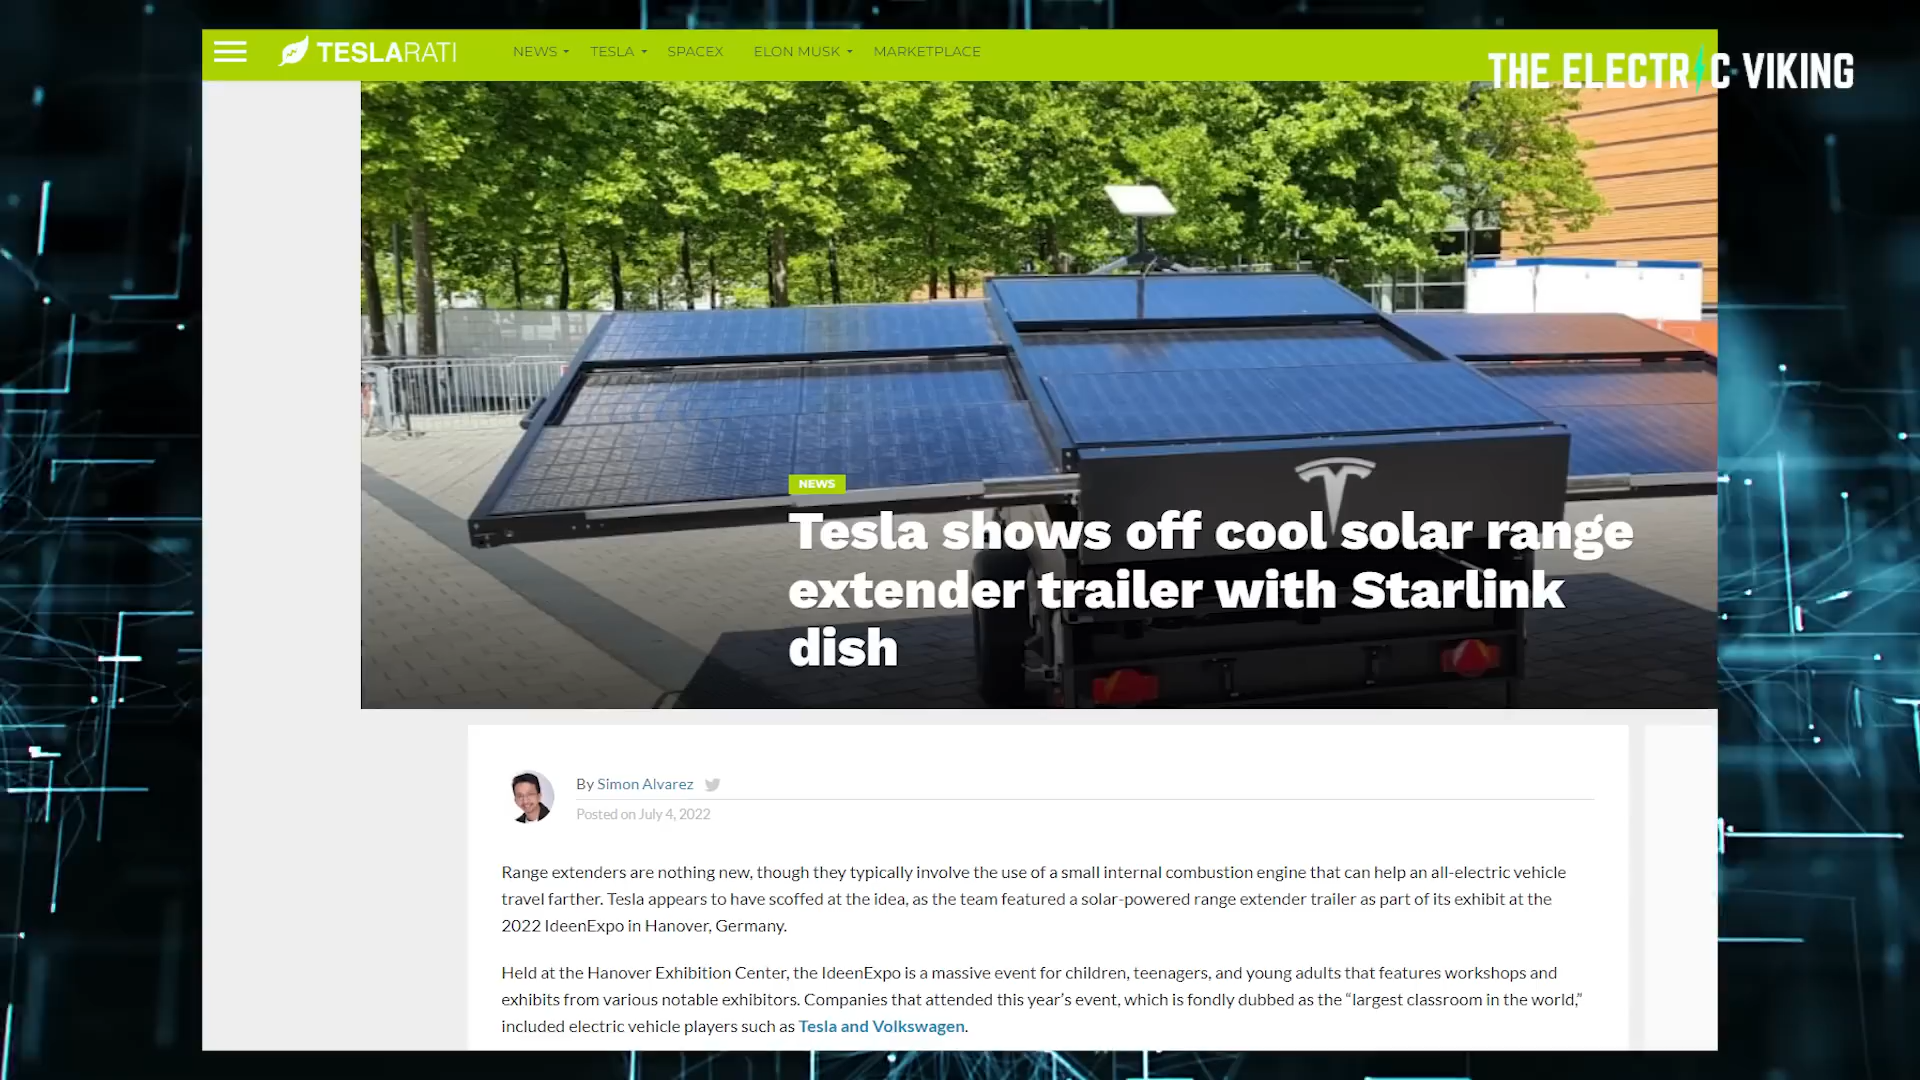 TESLARATI
NEWS
TESLA
SPACEX
ELON MUSK
MARKETPLACE
THE ELECTRIC VIKING
NEWS
Tesla shows off cool solar range
extender trailer with Starlink
dish
By Simon Alvarez
Posted on July 4, 2022
Range extenders are nothing new, though they typically involve the use of a small internal combustion engine that can help an all-electric vehicle
travel farther. Tesla appears to have scoffed at the idea, as the team featured a solar-powered range extender trailer as part of its exhibit at the
2022 IdeenExpo in Hanover, Germany.
Held at the Hanover Exhibition Center, the IdeenExpo is a massive event for children, teenagers, and young adults that features workshops and
exhibits from various notable exhibitors. Companies that attended this year’s event, which is fondly dubbed as the “largest classroom in the world,”
included electric vehicle players such as Tesla and Volkswagen.